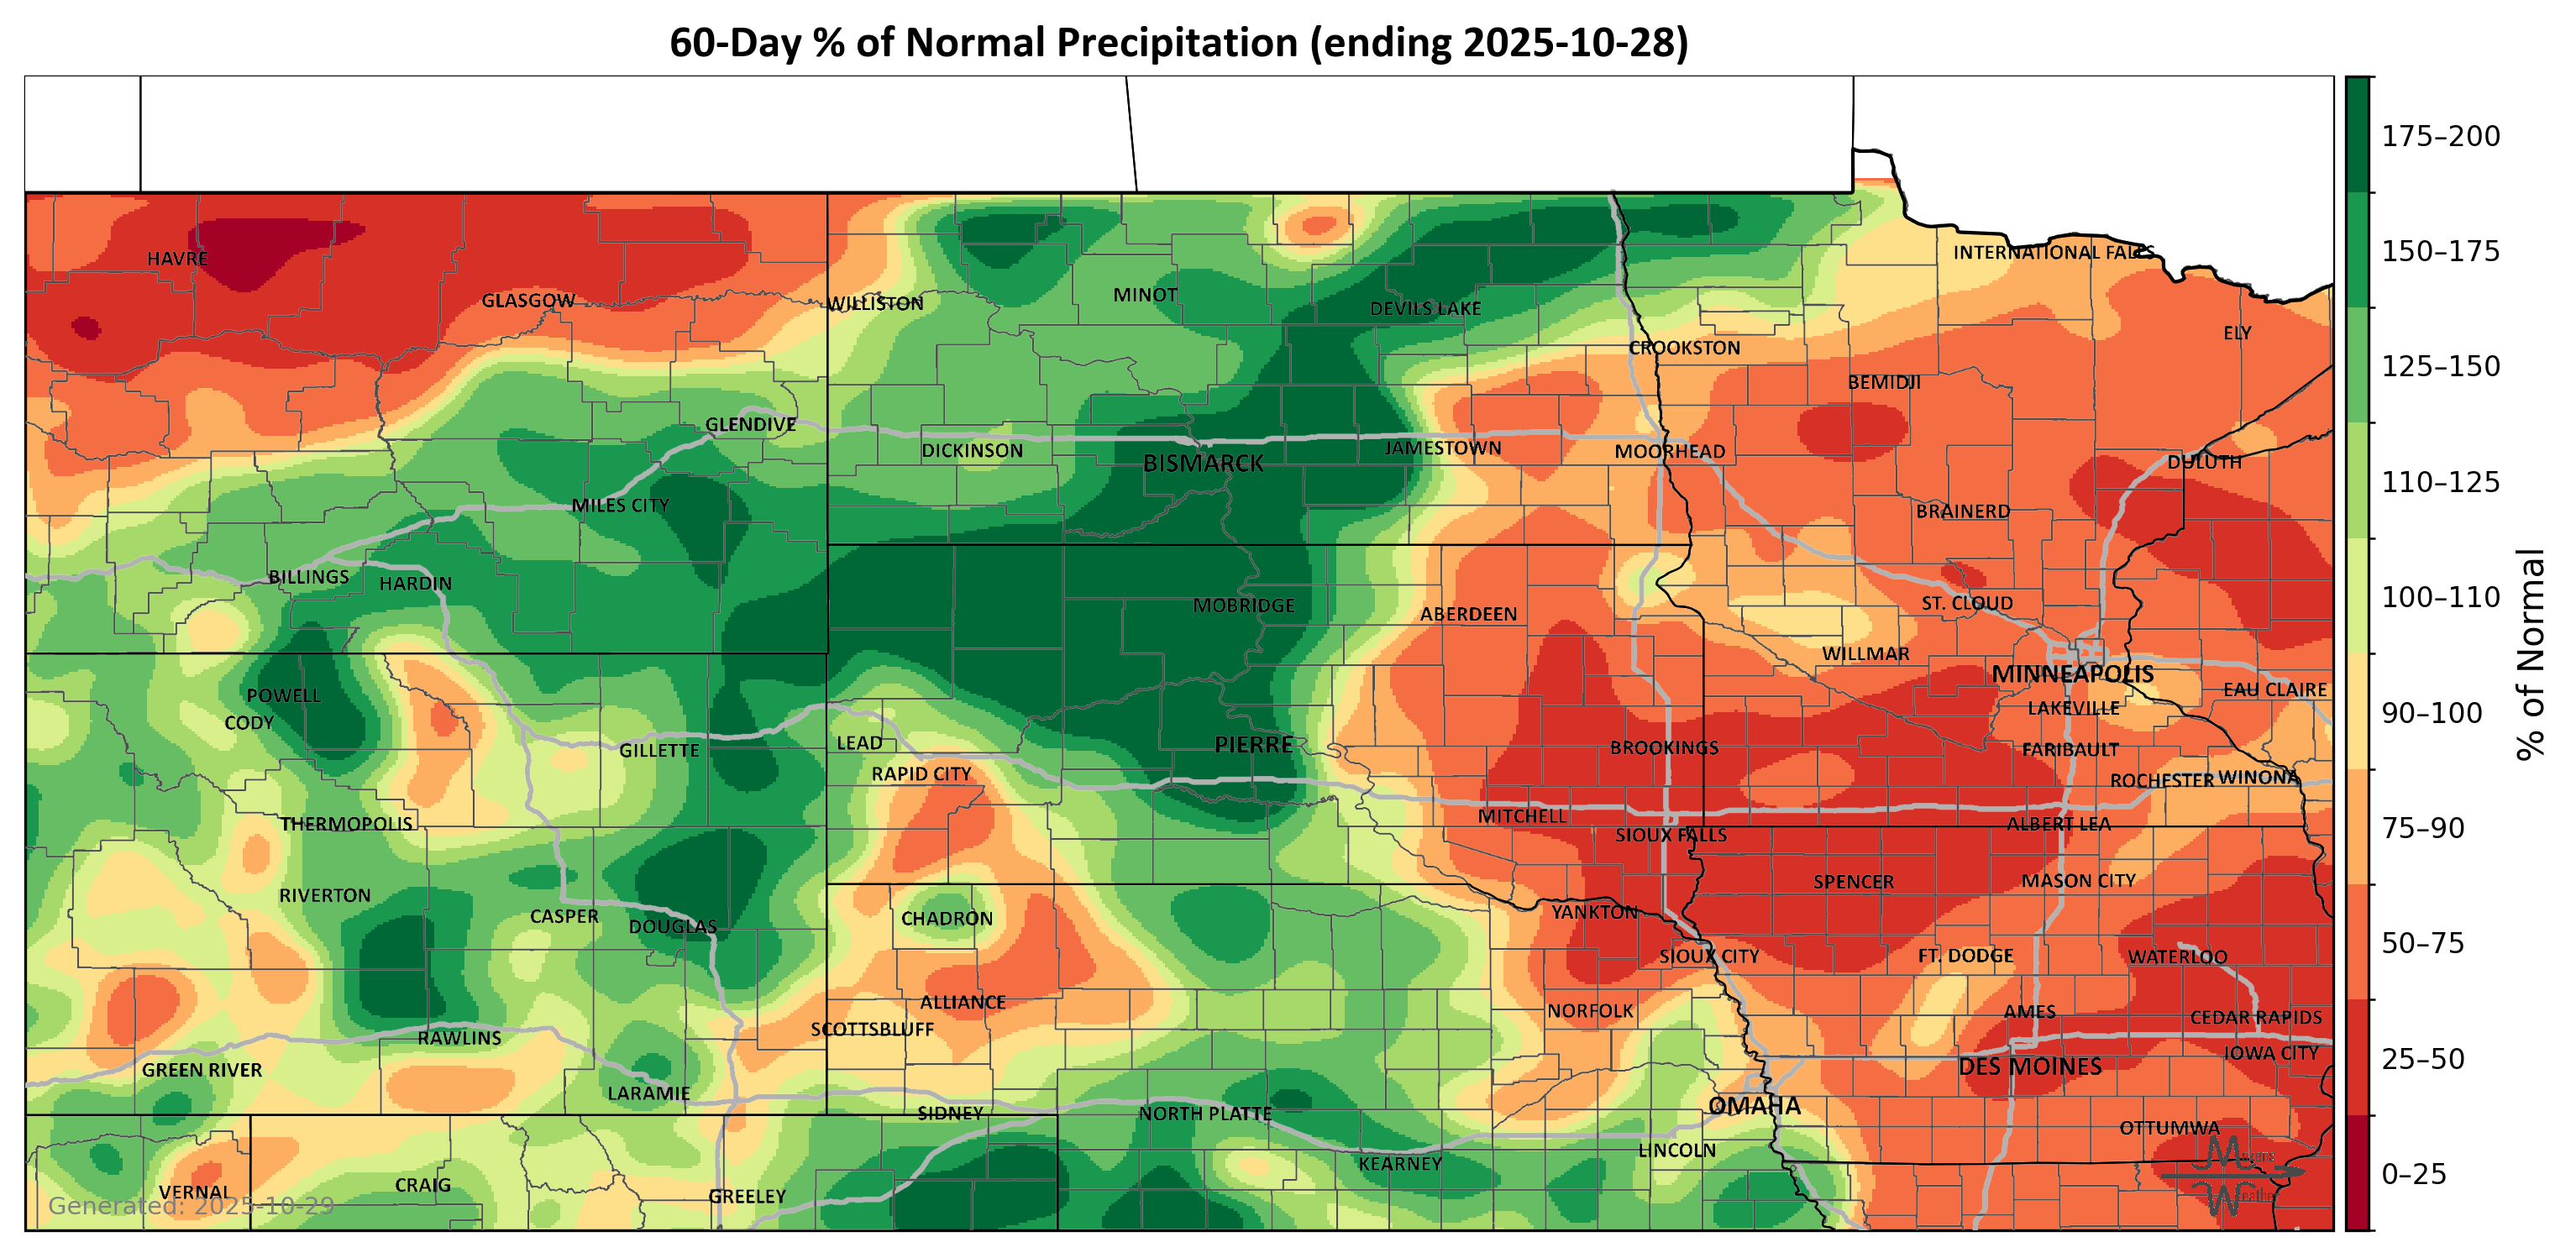 60-Day % of Normal Precipitation (ending 2025-10-28)
175–200
INTERNATIONAL FALLS
150–175
HAVRE
MINOT
GLASGOW
WILLISTON
DEVILS LAKE
ELY
CROOKSTON
125–150
BEMIDJI
GLENDIVE
DICKINSON
BISMARCK
JAMESTOWN
MOORHEAD
DULUTH
110–125
MILES CITY
BRAINERD
BILLINGS
HARDIN
MOBRIDGE
ABERDEEN
ST. CLOUD
100–110
% of Normal
WILLMAR
MINNEAPOLIS
POWELL
EAU CLAIRE
CODY
LAKEVILLE
90–100
GILLETTE
LEAD
PIERRE
BROOKINGS
FARIBAULT
RAPID CITY
ROCHESTER
WINONA
THERMOPOLIS
MITCHELL
SIOUX FALLS
ALBERT LEA
75–90
RIVERTON
SPENCER
MASON CITY
CASPER
DOUGLAS
CHADRON
YANKTON
SIOUX CITY
FT. DODGE
WATERLOO
50–75
ALLIANCE
NORFOLK
AMES
CEDAR RAPIDS
RAWLINS
SCOTTSBLUFF
GREEN RIVER
DES MOINES
IOWA CITY
25–50
LARAMIE
SIDNEY
NORTH PLATTE
OMAHA
OTTUMWA
KEARNEY
LINCOLN
VERNAL
CRAIG
GREELEY
0–25
Generated: 2025-10-29
Weather